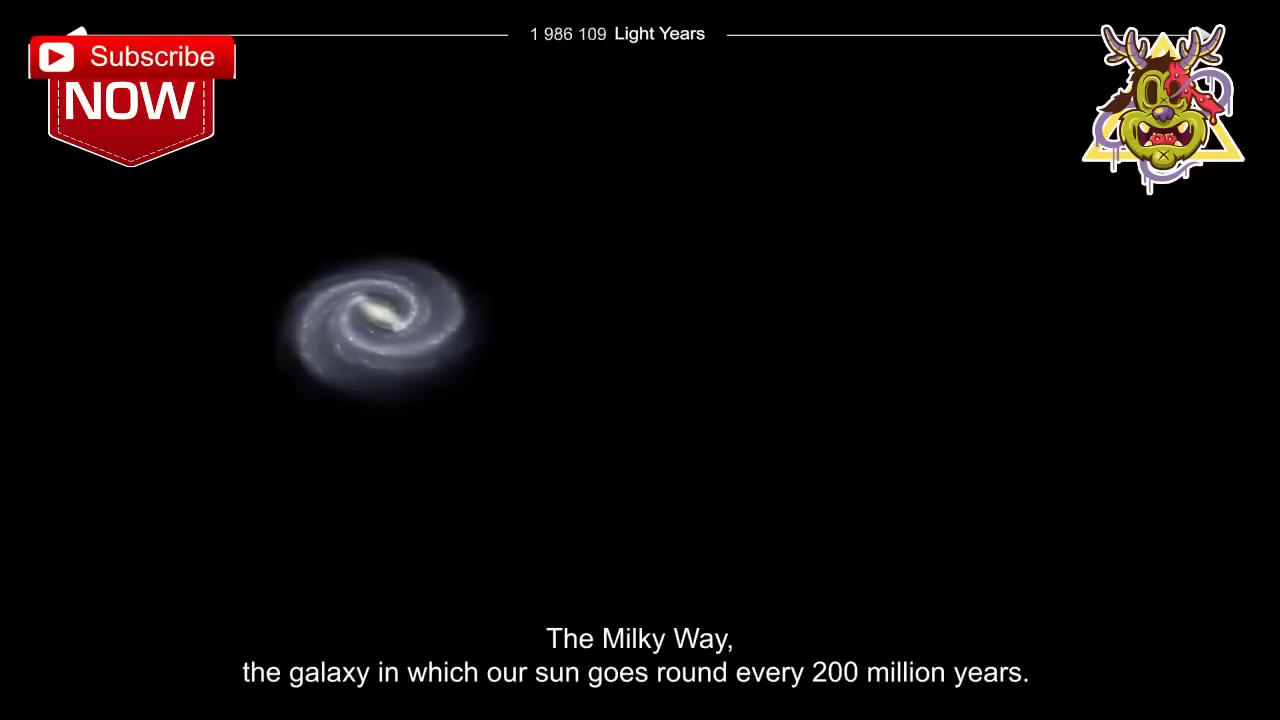 1 986 109 Light Years
Subscribe
NOW
The Milky Way,
the galaxy in which our sun goes round every 200 million years.